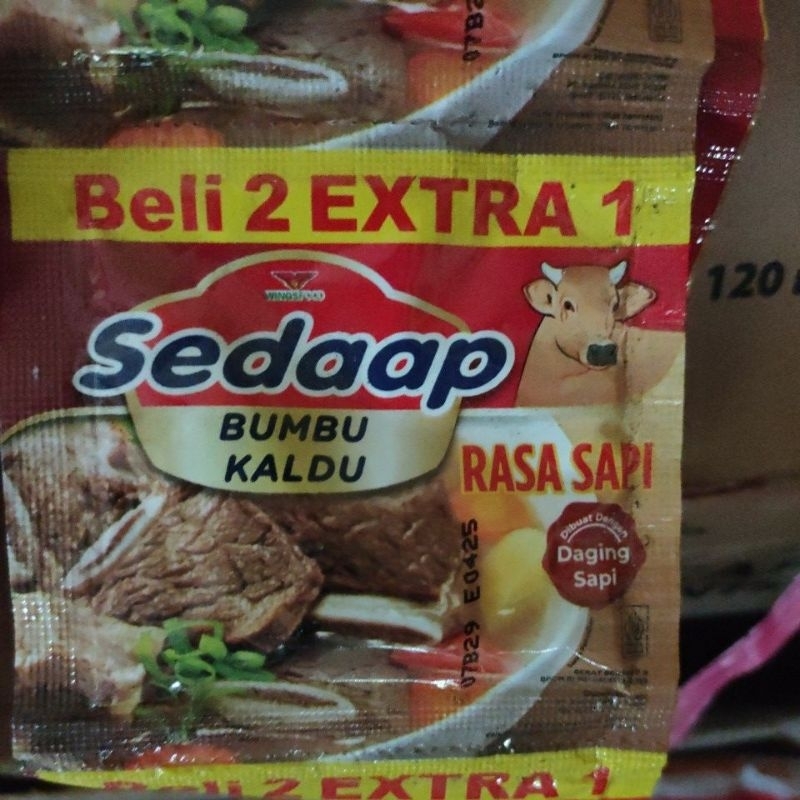 07B2
Beli 2 EXTRA 1
WINGSFOOD
Sedaap
BUMBU
KALDU
RASA SAPI
Dibuat Dengan
Daging
Sapi
07B29 E0425
120
Beli 2 EXTRA 1